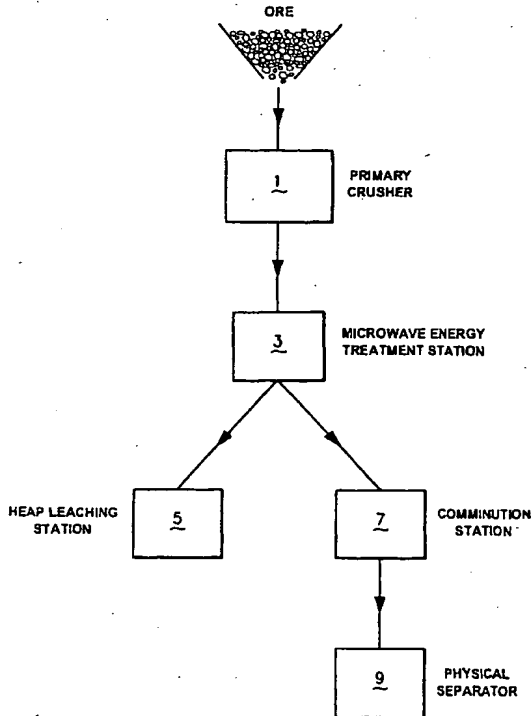 ORE
1
PRIMARY
CRUSHER
3
MICROWAVE ENERGY
TREATMENT STATION
HEAP LEACHING
STATION
5
7
COMMINUTION
STATION
9
PHYSICAL
SEPARATOR